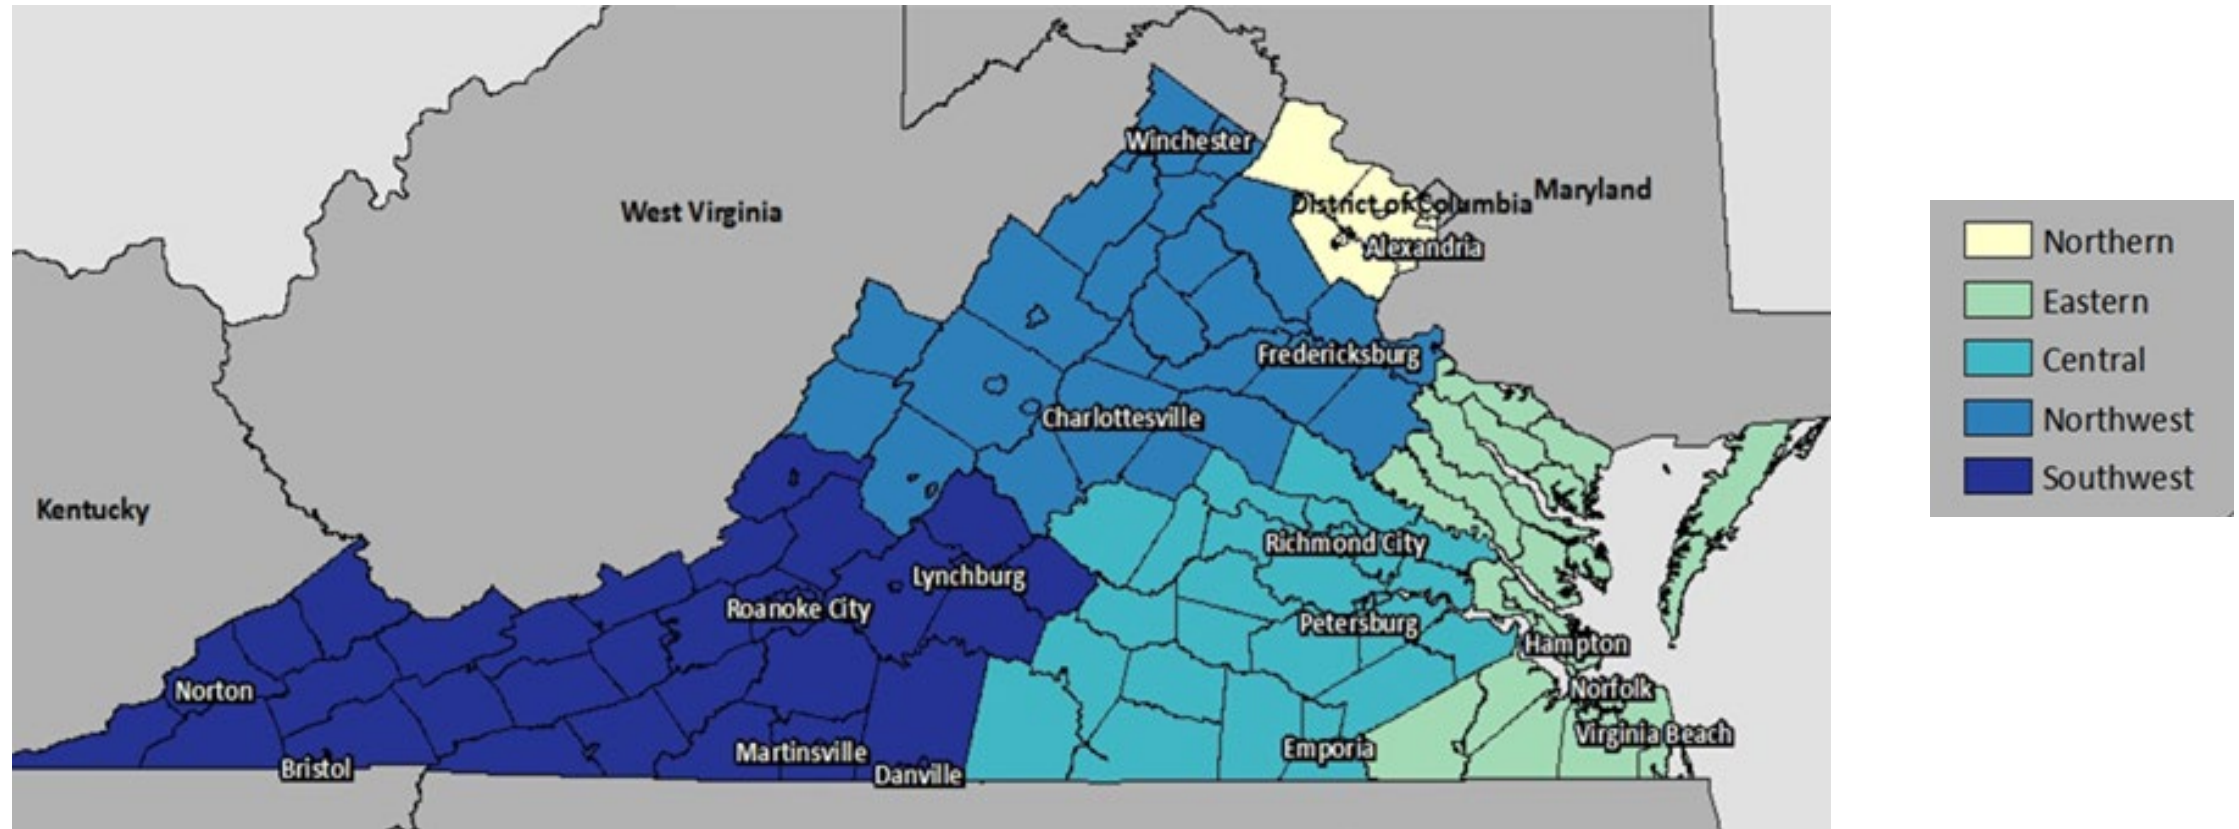 Winchester
District of Columbia
Maryland
West Virginia
Alexandria
Fredericksburg
Charlottesville
Kentucky
Richmond City
Lynchburg
Roanoke City
Petersburg
Hampton
Norton
Norfolk
Virginia Beach
Martinsville
Emporia
Bristol
Danville
Northern
Eastern
Central
Northwest
Southwest